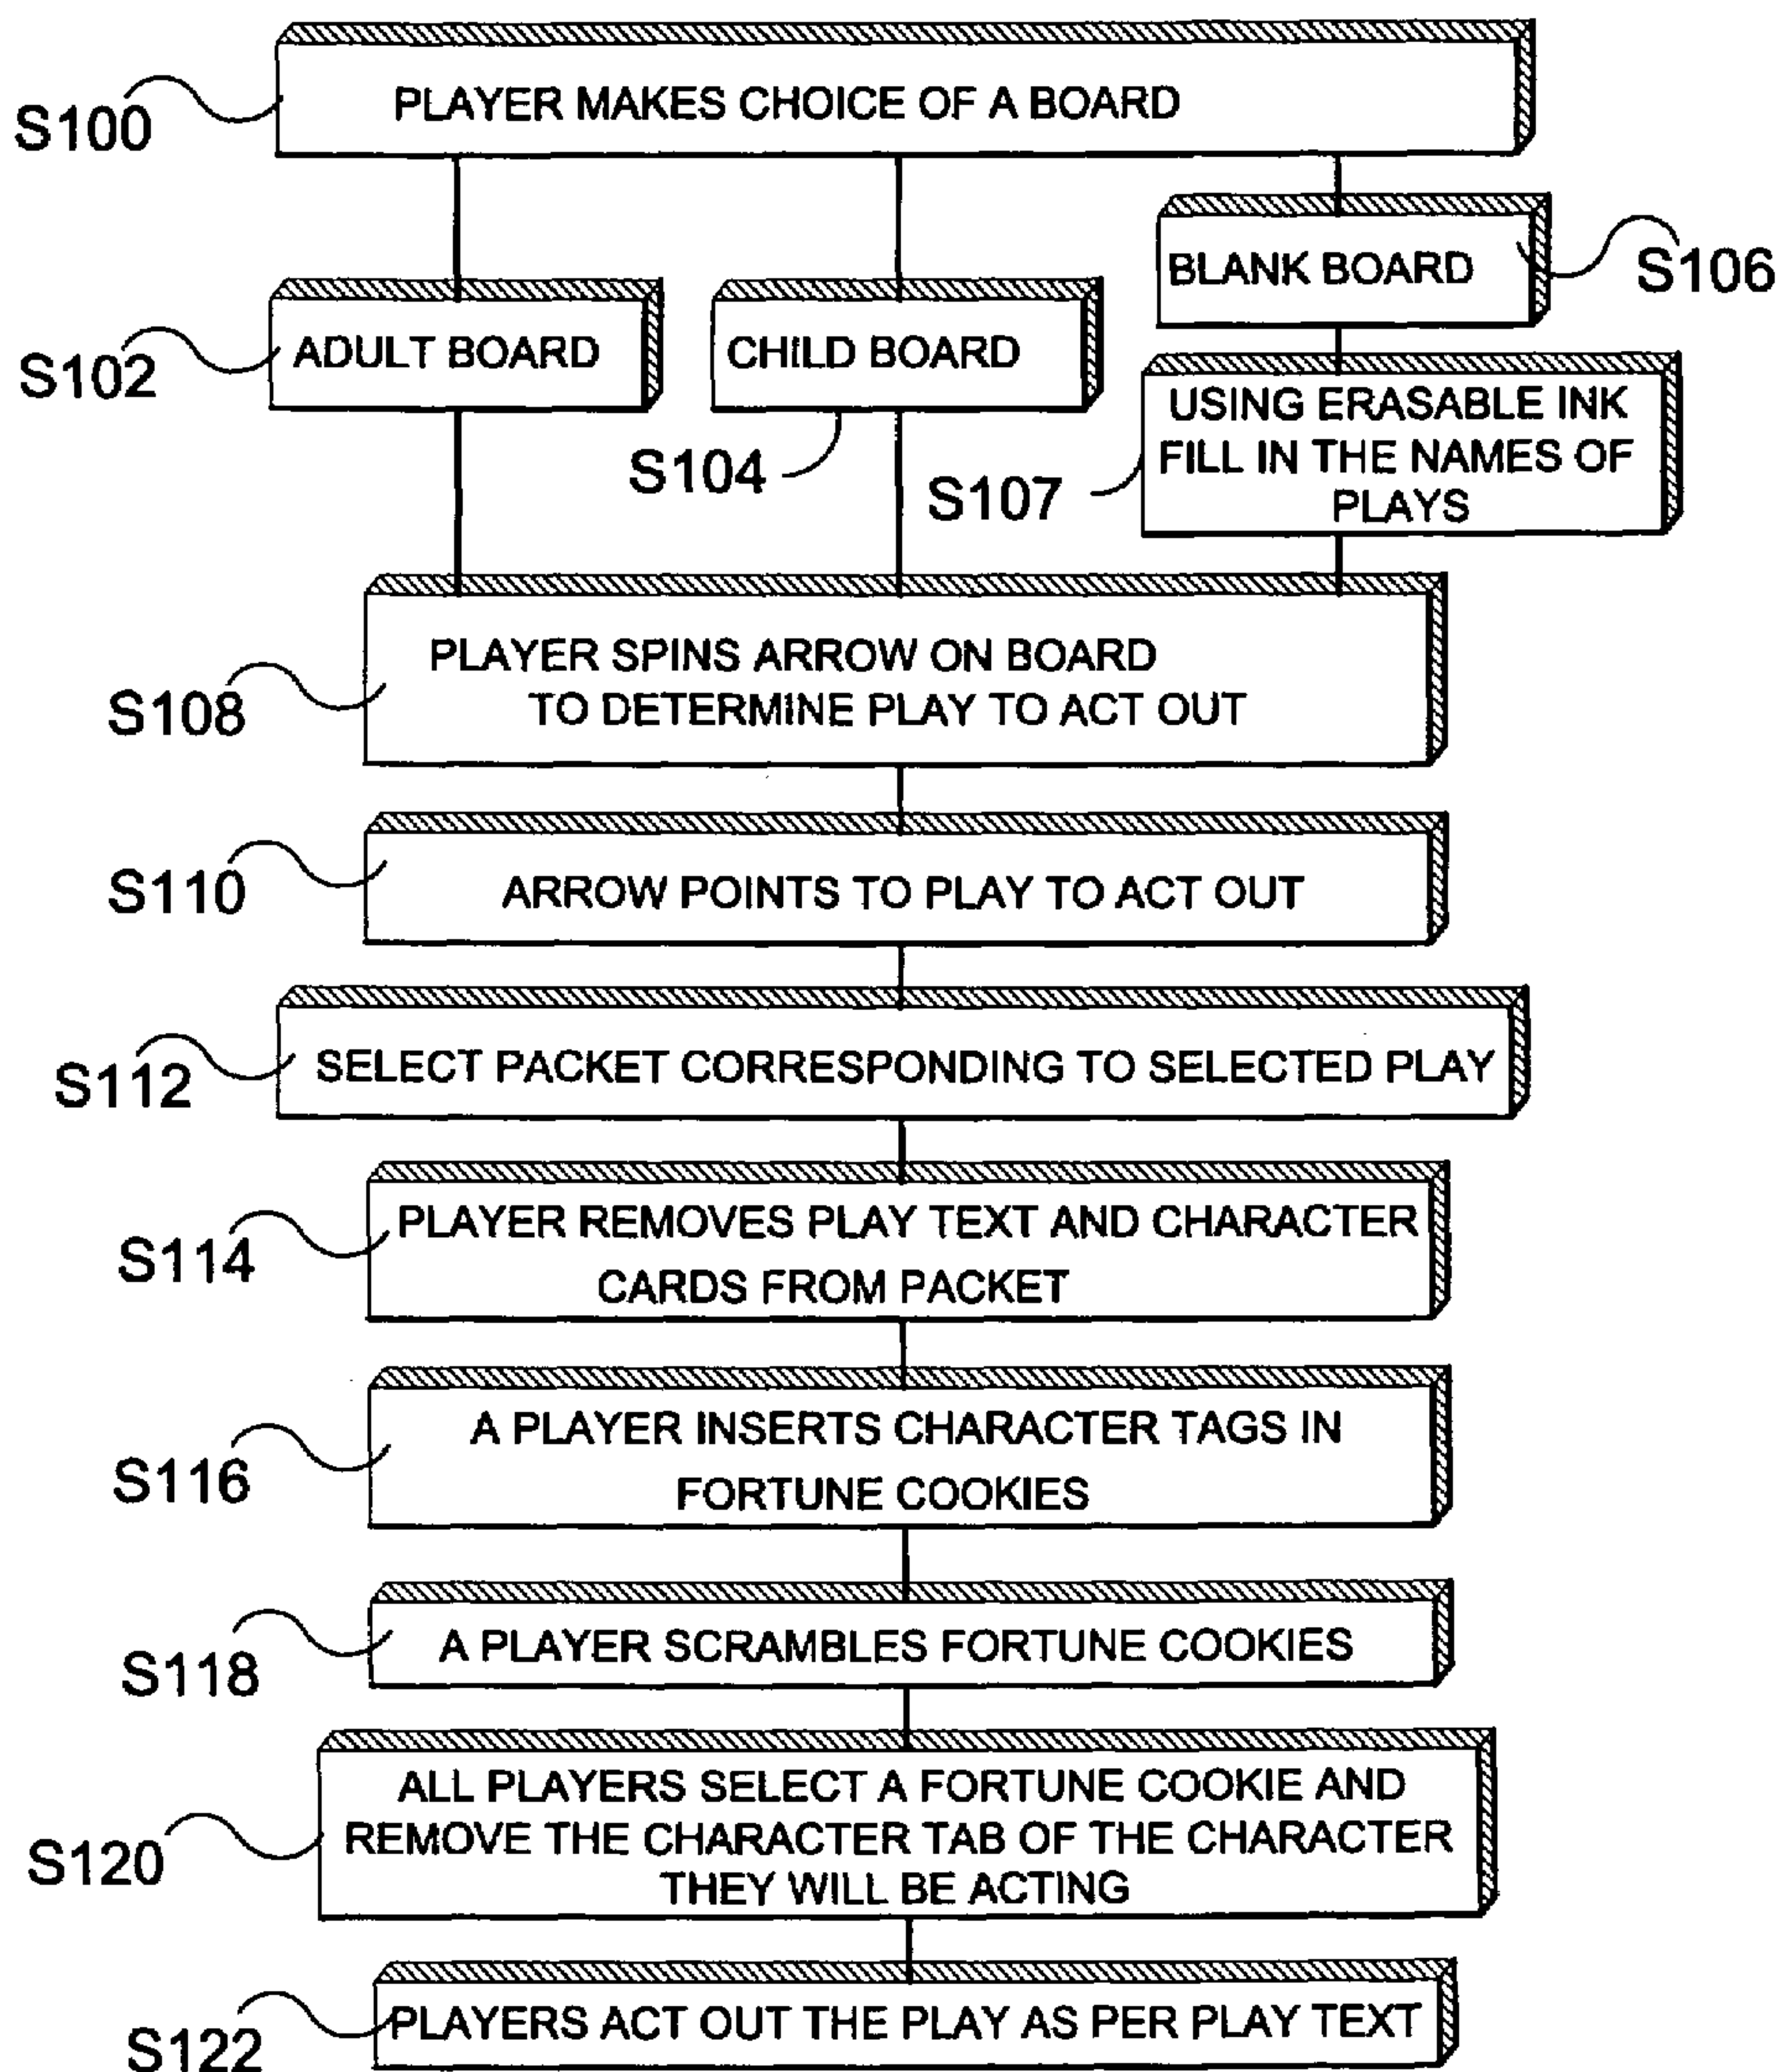 PLAYER MAKES CHOICE OF A BOARD
S100
BLANK BOARD
S106
ADULT BOARD
S102
CHILD BOARD
S104
USING ERASABLE INK
FILL IN THE NAMES OF
PLAYS
S107
PLAYER SPINS ARROW ON BOARD
TO DETERMINE PLAY TO ACT OUT
S108
ARROW POINTS TO PLAY TO ACT OUT
S110
SELECT PACKET CORRESPONDING TO SELECTED PLAY
S112
PLAYER REMOVES PLAY TEXT AND CHARACTER
CARDS FROM PACKET
S114
A PLAYER INSERTS CHARACTER TAGS IN
FORTUNE COOKIES
S116
A PLAYER SCRAMBLES FORTUNE COOKIES
S118
ALL PLAYERS SELECT A FORTUNE COOKIE AND
REMOVE THE CHARACTER TAB OF THE CHARACTER
THEY WILL BE ACTING
S120
PLAYERS ACT OUT THE PLAY AS PER PLAY TEXT
S122